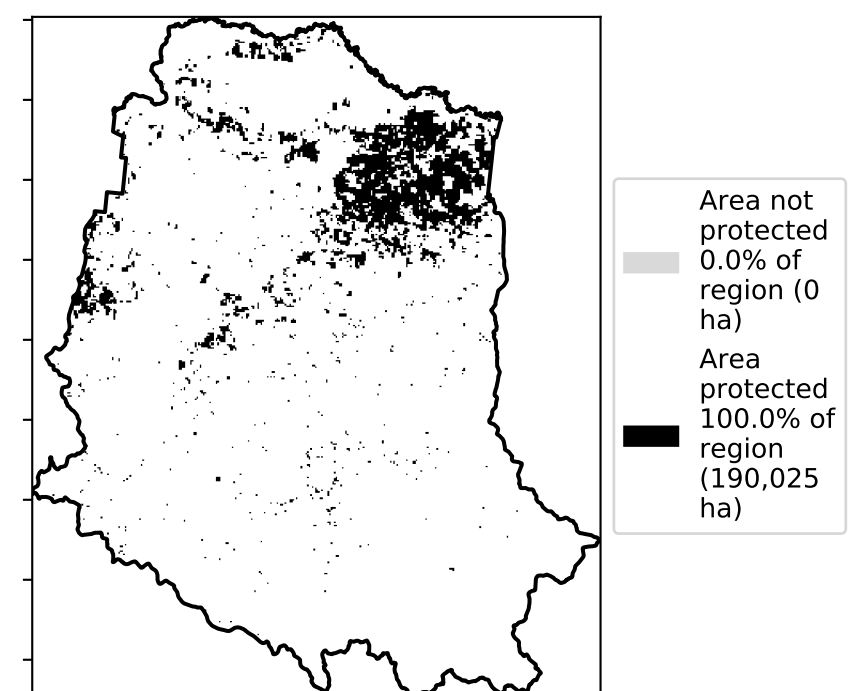 Area not
protected
0.0% of
region (0
ha)
Area
protected
100.0% of
region
(190,025
ha)